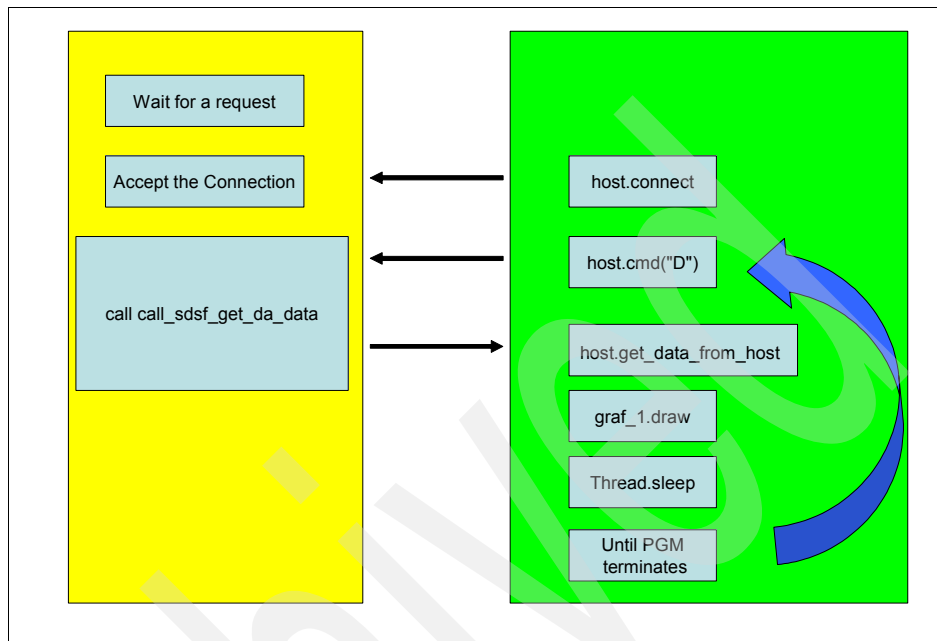 Wait for a request
Accept the Connection
call call_sdsf_get_da_data
host.connect
host.cmd("D")
host.get_data_from_host
graf_1.draw
Thread.sleep
Until PGM
terminates